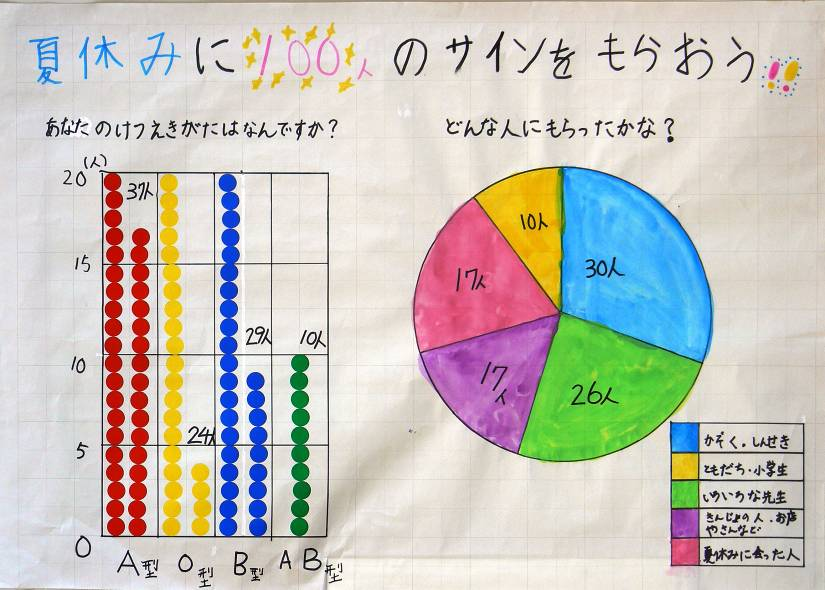 夏休みに100人のサインをもらおう!!
あなたのけつえきがたはなんですか?
どんな人にもらったかな?
(人)
20
15
10
5
0
37人
24人
29人
10人
A型
O型
B型
AB型
30人
26人
17人
17人
10人
かぞく・しんせき
ともだち・小学生
いろいろな先生
きんじょの人・お店
やさんなど
夏休みに会った人